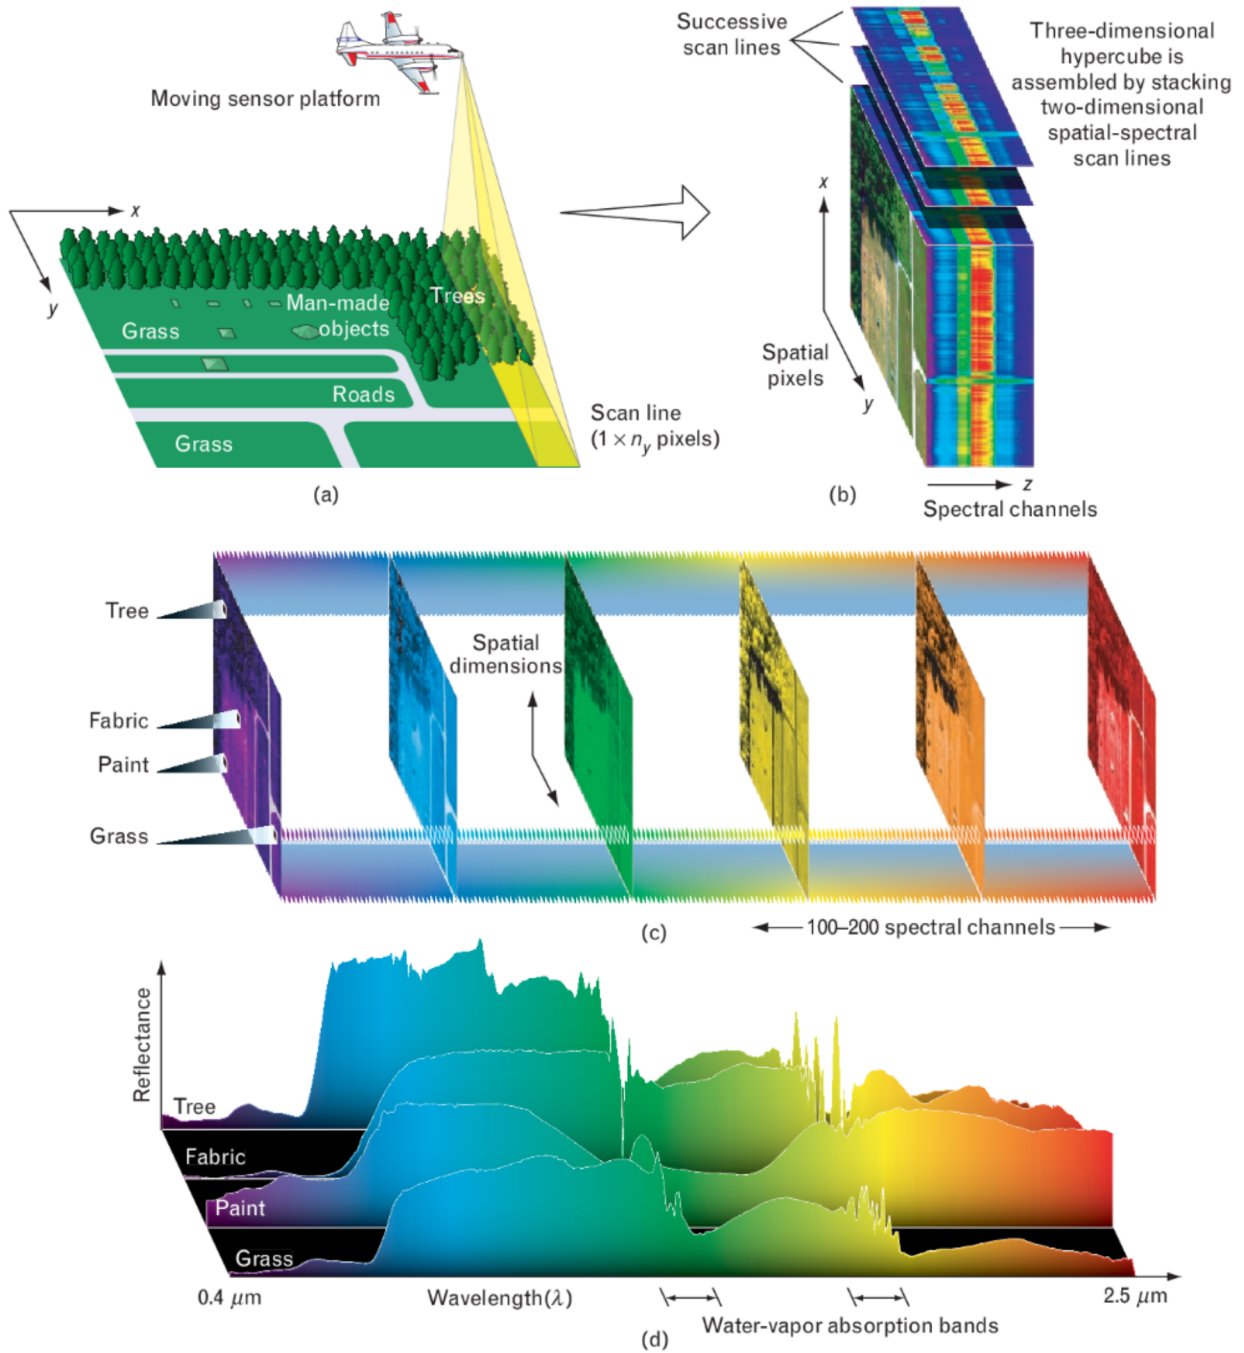 Moving sensor platform
x
y
Trees
Man-made
objects
Grass
Roads
Grass
Scan line
(1 × ny pixels)
(a)
Successive
scan lines
Three-dimensional
hypercube is
assembled by stacking
two-dimensional
spatial-spectral
scan lines
x
Spatial
pixels
y
z
(b)
Spectral channels
Tree
Spatial
dimensions
Fabric
Paint
Grass
100–200 spectral channels
(c)
Reflectance
Tree
Fabric
Paint
Grass
0.4 μm
Wavelength(λ)
2.5 μm
Water-vapor absorption bands
(d)